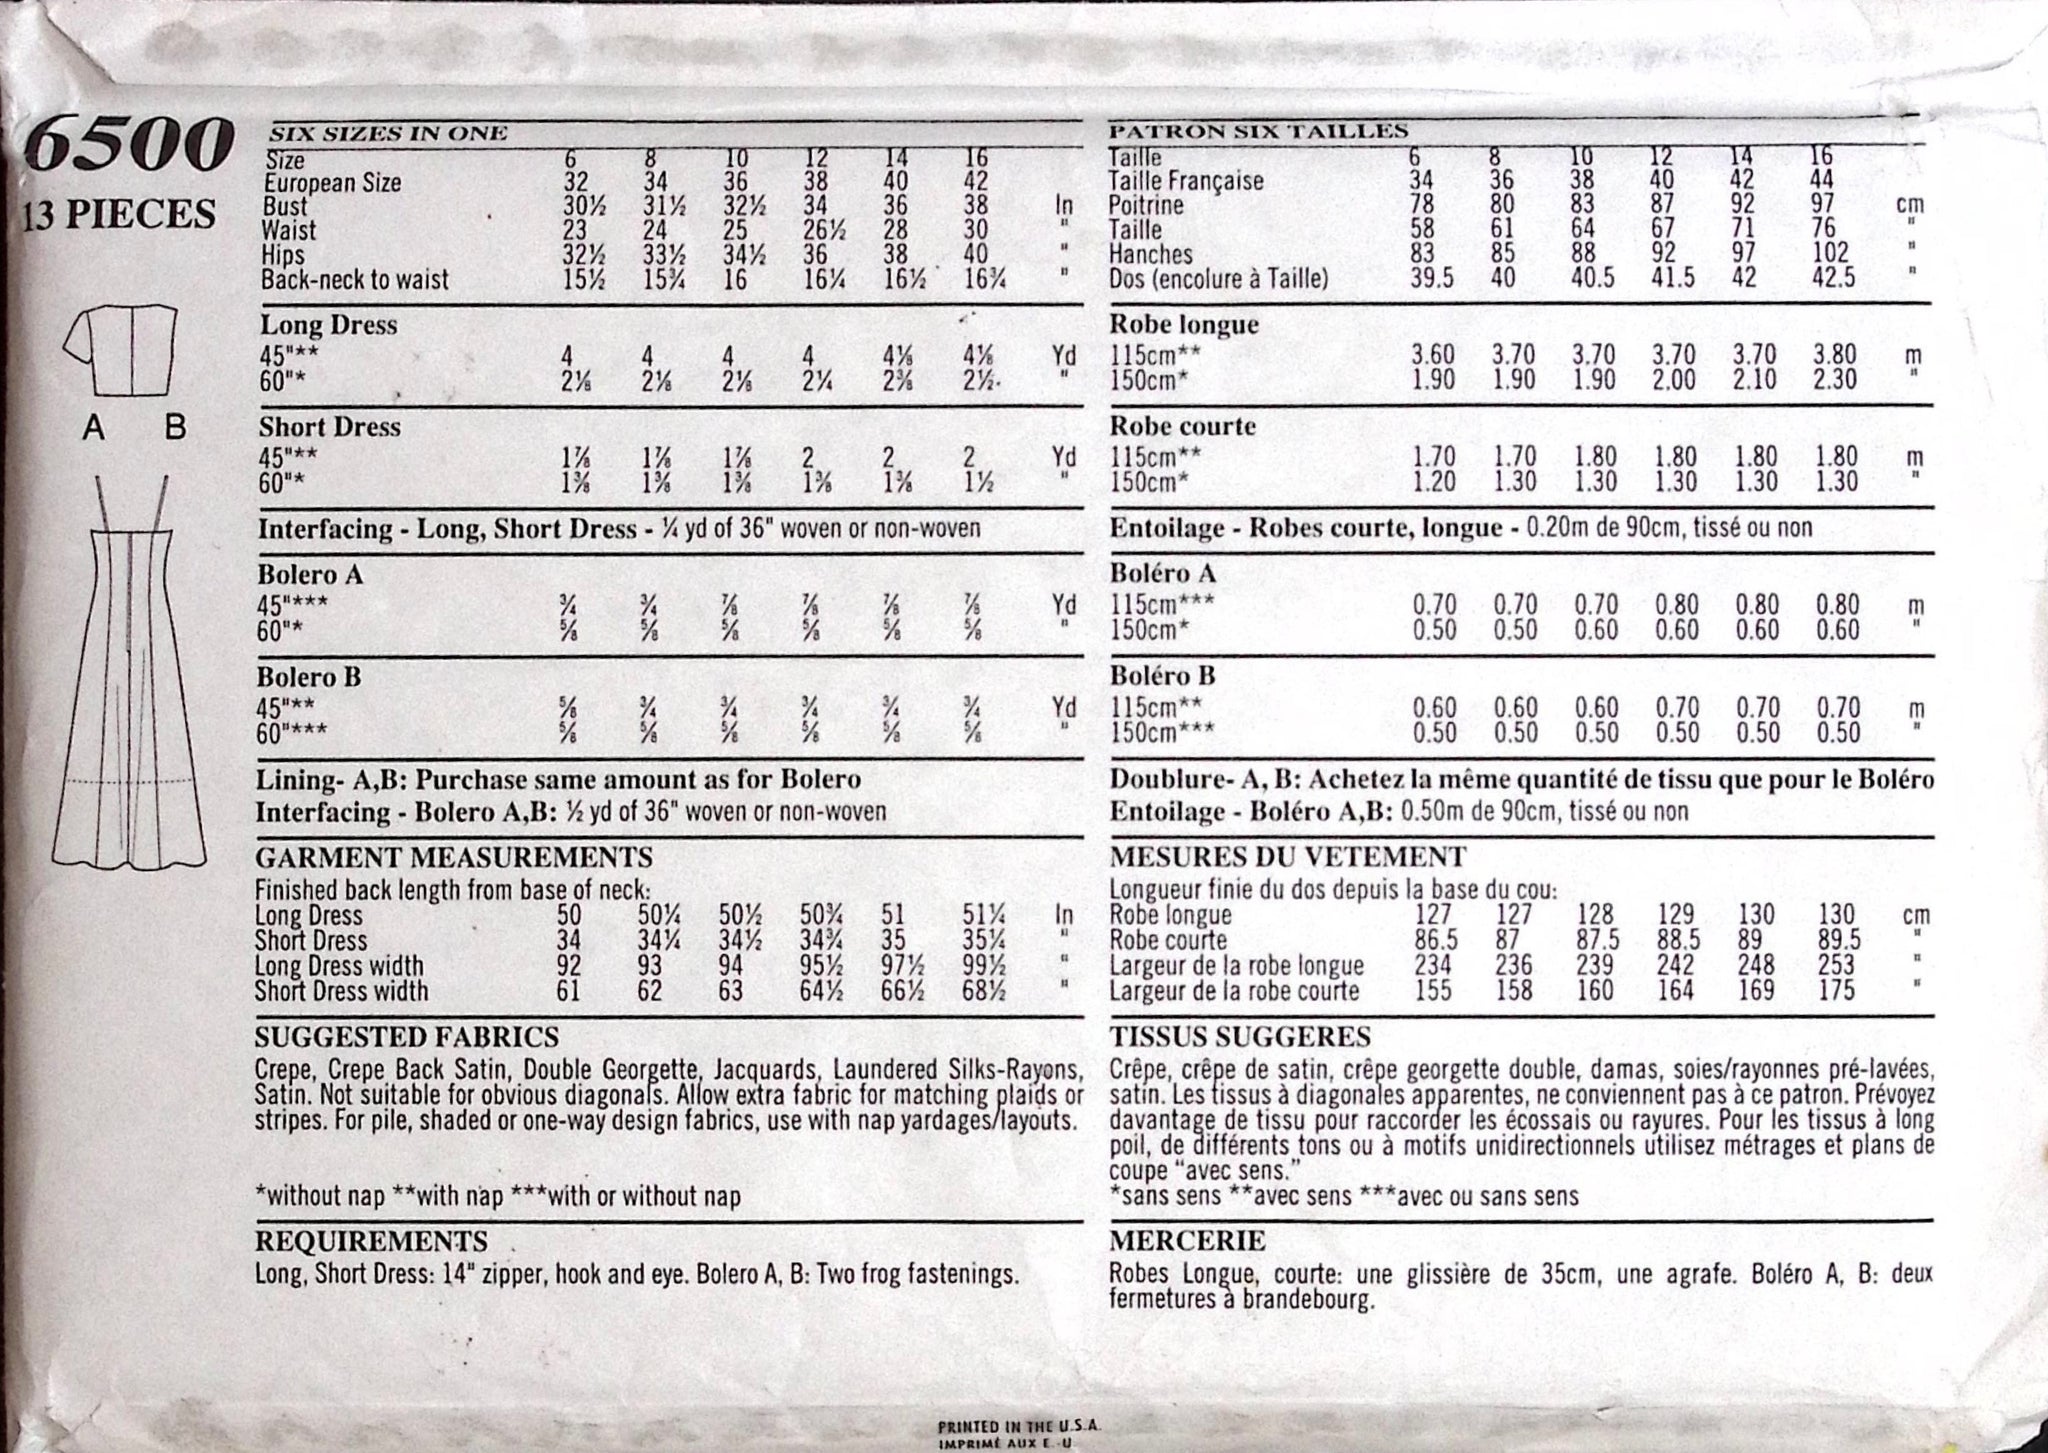 6500
13 PIECES
A B
SIX SIZES IN ONE
Size 6 8 10 12 14 16
European Size 32 34 36 38 40 42
Bust 30½ 31½ 32½ 34 36 38 In
Waist 23 24 25 26½ 28 30 "
Hips 32½ 33½ 34½ 36 38 40 "
Back-neck to waist 15½ 15¾ 16 16¼ 16½ 16¾ "
Long Dress
45"** 4 4 4 4 4⅛ 4⅛ Yd
60"* 2⅛ 2⅛ 2⅛ 2¼ 2⅜ 2½ "
Short Dress
45"** 1⅞ 1⅞ 1⅞ 2 2 2 Yd
60"* 1⅜ 1⅜ 1⅜ 1⅜ 1⅜ 1½ "
Interfacing - Long, Short Dress - ¼ yd of 36" woven or non-woven
Bolero A
45"*** ¾ ¾ ⅞ ⅞ ⅞ ⅞ Yd
60"* ⅝ ⅝ ⅝ ⅝ ⅝ ⅝ "
Bolero B
45"** ⅝ ¾ ¾ ¾ ¾ ¾ Yd
60"*** ⅝ ⅝ ⅝ ⅝ ⅝ ⅝ "
Lining- A,B: Purchase same amount as for Bolero
Interfacing - Bolero A,B: ½ yd of 36" woven or non-woven
GARMENT MEASUREMENTS
Finished back length from base of neck:
Long Dress 50 50¼ 50½ 50¾ 51 51¼ In
Short Dress 34 34¼ 34½ 34¾ 35 35¼ "
Long Dress width 92 93 94 95½ 97½ 99½ "
Short Dress width 61 62 63 64½ 66½ 68½ "
SUGGESTED FABRICS
Crepe, Crepe Back Satin, Double Georgette, Jacquards, Laundered Silks-Rayons,
Satin. Not suitable for obvious diagonals. Allow extra fabric for matching plaids or
stripes. For pile, shaded or one-way design fabrics, use with nap yardages/layouts.
*without nap **with nap ***with or without nap
REQUIREMENTS
Long, Short Dress: 14" zipper, hook and eye. Bolero A, B: Two frog fastenings.
PATRON SIX TAILLES
Taille 6 8 10 12 14 16
Taille Française 34 36 38 40 42 44
Poitrine 78 80 83 87 92 97 cm
Taille 58 61 64 67 71 76 "
Hanches 83 85 88 92 97 102 "
Dos (encolure à Taille) 39.5 40 40.5 41.5 42 42.5 "
Robe longue
115cm** 3.60 3.70 3.70 3.70 3.70 3.80 m
150cm* 1.90 1.90 1.90 2.00 2.10 2.30 "
Robe courte
115cm** 1.70 1.70 1.80 1.80 1.80 1.80 m
150cm* 1.20 1.30 1.30 1.30 1.30 1.30 "
Entoilage - Robes courte, longue - 0.20m de 90cm, tissé ou non
Boléro A
115cm*** 0.70 0.70 0.70 0.80 0.80 0.80 m
150cm* 0.50 0.50 0.60 0.60 0.60 0.60 "
Boléro B
115cm** 0.60 0.60 0.60 0.70 0.70 0.70 m
150cm*** 0.50 0.50 0.50 0.50 0.50 0.50 "
Doublure- A, B: Achetez la même quantité de tissu que pour le Boléro
Entoilage - Boléro A,B: 0.50m de 90cm, tissé ou non
MESURES DU VETEMENT
Longueur finie du dos depuis la base du cou:
Robe longue 127 127 128 129 130 130 cm
Robe courte 86.5 87 87.5 88.5 89 89.5 "
Largeur de la robe longue 234 236 239 242 248 253 "
Largeur de la robe courte 155 158 160 164 169 175 "
TISSUS SUGGERES
Crêpe, crêpe de satin, crêpe georgette double, damas, soies/rayonnes pré-lavées,
satin. Les tissus à diagonales apparentes, ne conviennent pas à ce patron. Prévoyez
davantage de tissu pour raccorder les écossais ou rayures. Pour les tissus à long
poil, de différents tons ou à motifs unidirectionnels utilisez métrages et plans de
coupe "avec sens."
*sans sens **avec sens ***avec ou sans sens
MERCERIE
Robes Longue, courte: une glissière de 35cm, une agrafe. Boléro A, B: deux
fermetures à brandebourg.
PRINTED IN THE U.S.A.
IMPRIMÉ AUX E.-U.